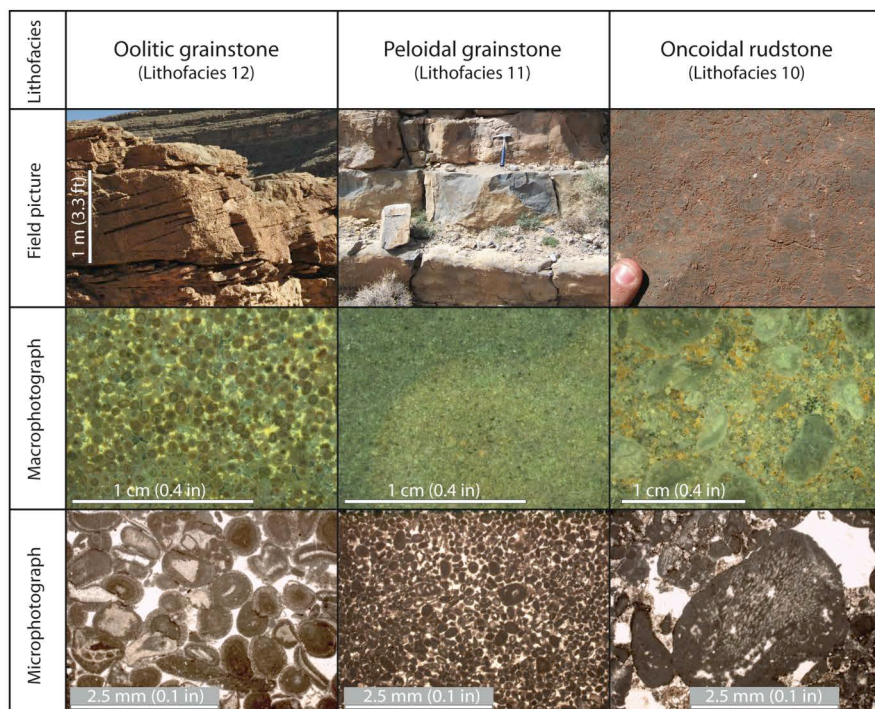 Lithofacies
Oolitic grainstone
(Lithofacies 12)
Peloidal grainstone
(Lithofacies 11)
Oncoidal rudstone
(Lithofacies 10)
Field picture
1 m (3.3 ft)
Macrophotograph
1 cm (0.4 in)
1 cm (0.4 in)
1 cm (0.4 in)
Microphotograph
2.5 mm (0.1 in)
2.5 mm (0.1 in)
2.5 mm (0.1 in)